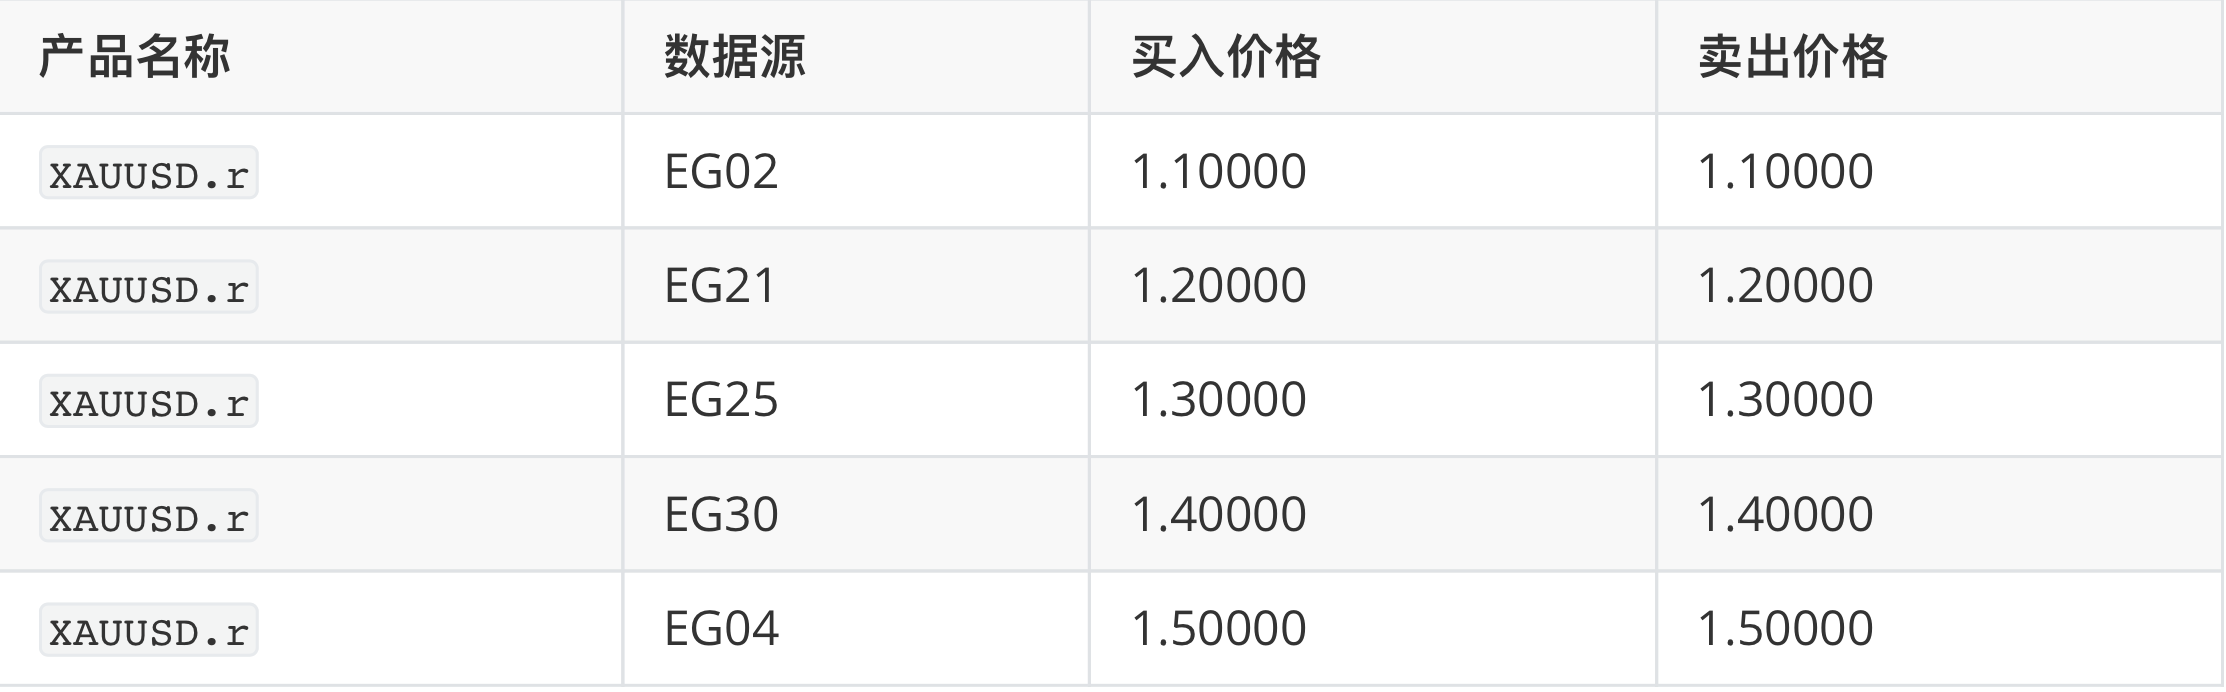 产品名称 数据源 买入价格 卖出价格
XAUUSD.r EG02 1.10000 1.10000
XAUUSD.r EG21 1.20000 1.20000
XAUUSD.r EG25 1.30000 1.30000
XAUUSD.r EG30 1.40000 1.40000
XAUUSD.r EG04 1.50000 1.50000